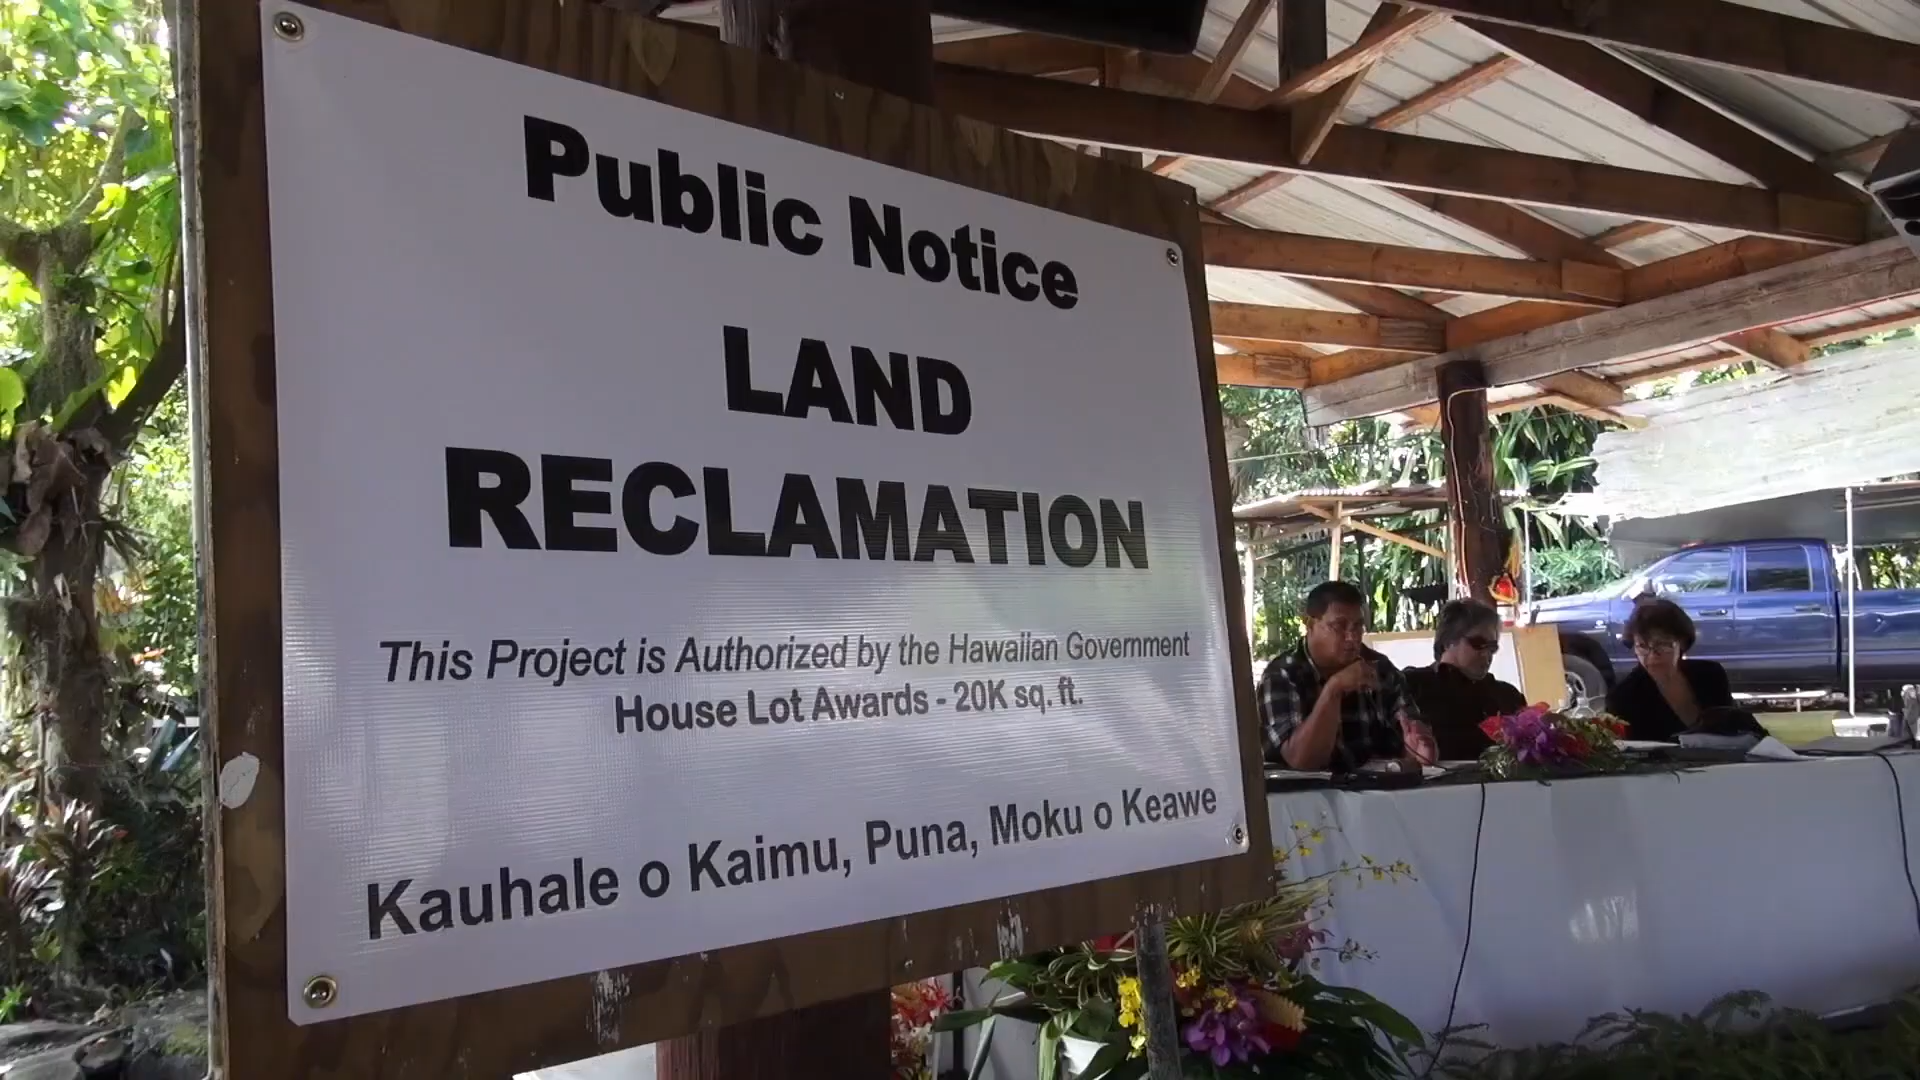 Public Notice
LAND
RECLAMATION
This Project is Authorized by the Hawaiian Government
House Lot Awards - 20K sq. ft.
Kauhale o Kaimu, Puna, Moku o Keawe